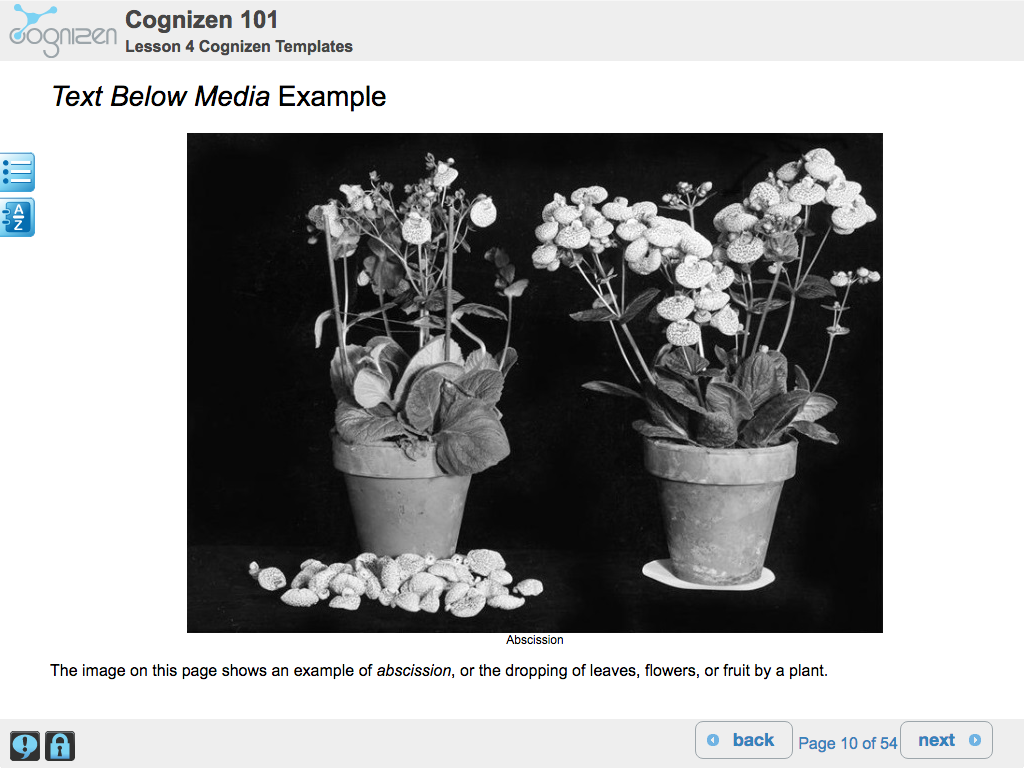 cognizen
Cognizen 101
Lesson 4 Cognizen Templates
Text Below Media Example
A
Z
Abscission
The image on this page shows an example of abscission, or the dropping of leaves, flowers, or fruit by a plant.
back
Page 10 of 54
next